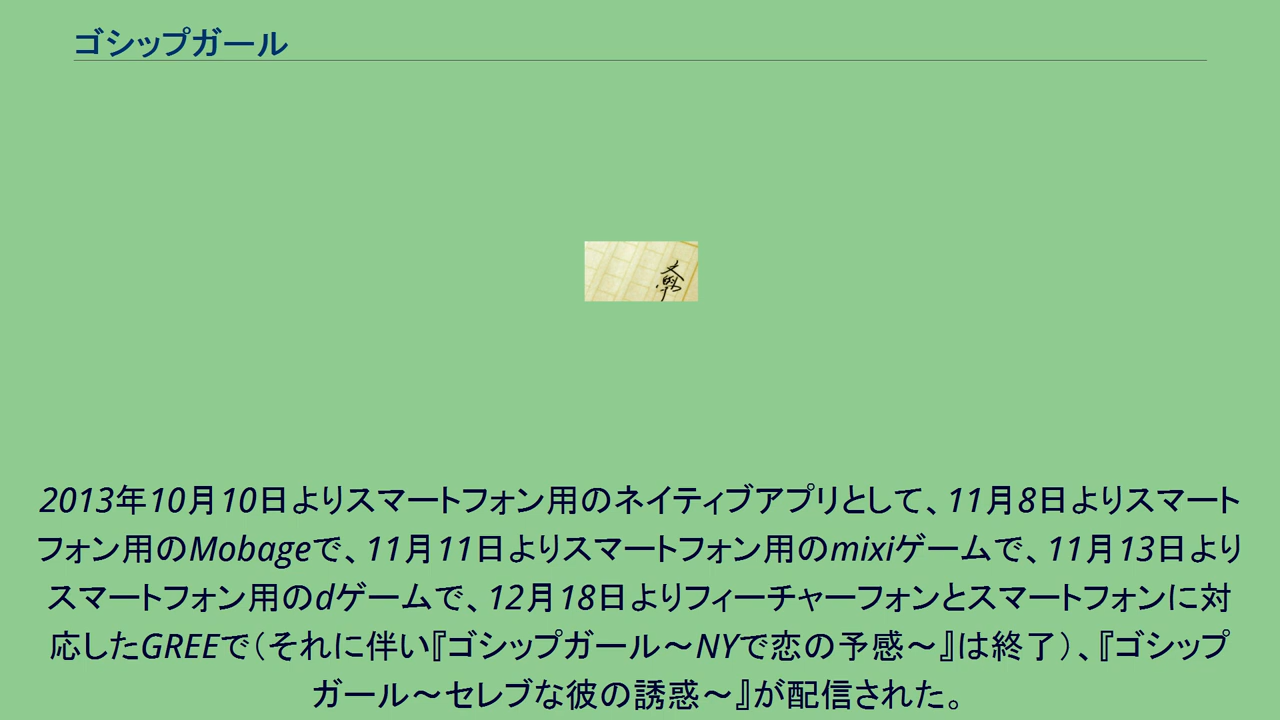 ゴシップガール
2013年10月10日よりスマートフォン用のネイティブアプリとして、11月8日よりスマート
フォン用のMobageで、11月11日よりスマートフォン用のmixiゲームで、11月13日より
スマートフォン用のdゲームで、12月18日よりフィーチャーフォンとスマートフォンに対
応したGREEで（それに伴い『ゴシップガール～NYで恋の予感～』は終了）、『ゴシップ
ガール～セレブな彼の誘惑～』が配信された。